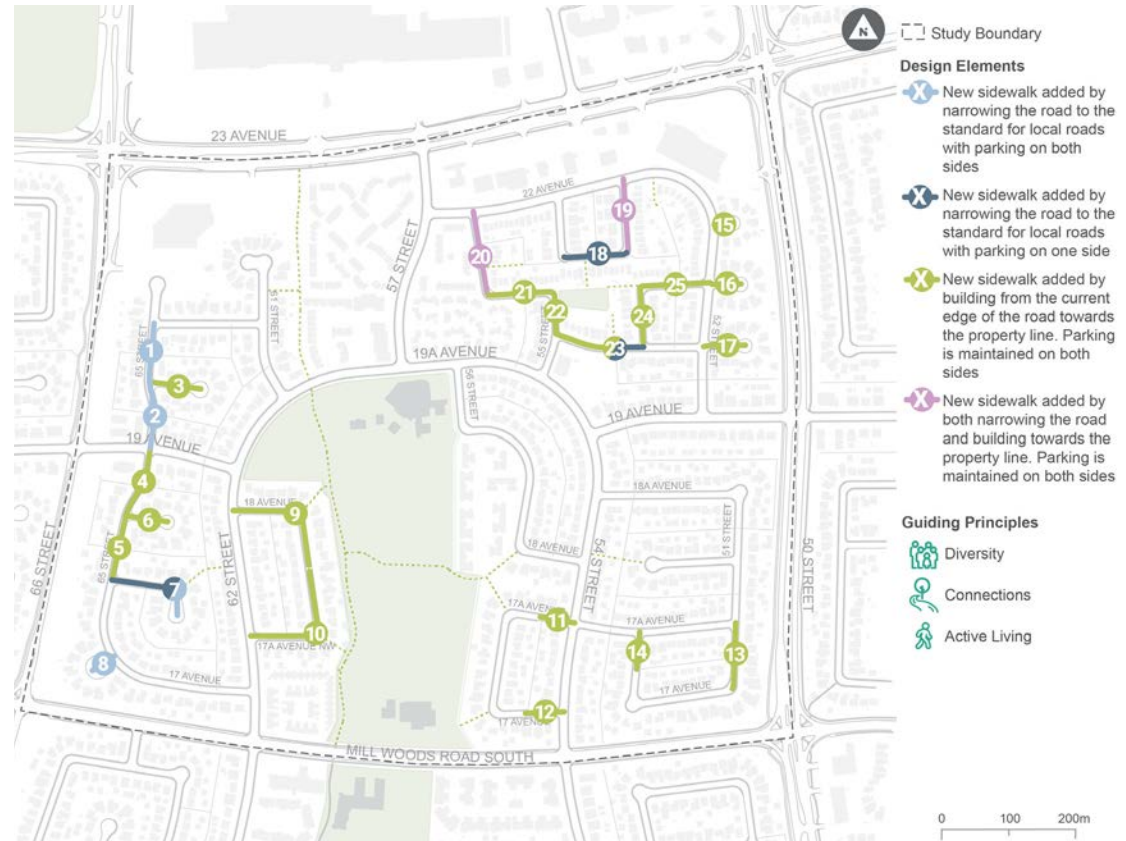 N
Study Boundary
Design Elements
X New sidewalk added by
narrowing the road to the
standard for local roads
with parking on both
sides
X New sidewalk added by
narrowing the road to the
standard for local roads
with parking on one side
X New sidewalk added by
building from the current
edge of the road towards
the property line. Parking
is maintained on both
sides
X New sidewalk added by
both narrowing the road
and building towards the
property line. Parking is
maintained on both sides
Guiding Principles
Diversity
Connections
Active Living
0 100 200m
23 AVENUE
22 AVENUE
57 STREET
61 STREET
65 STREET
19A AVENUE
55 STREET
52 STREET
56 STREET
19 AVENUE
19 AVENUE
18A AVENUE
51 STREET
66 STREET
65 STREET
62 STREET
18 AVENUE
18 AVENUE
54 STREET
50 STREET
17A AVENUE
17A AVENUE
17A AVENUE NW
17 AVENUE
17 AVENUE
17 AVENUE
MILL WOODS ROAD SOUTH
1
2
3
4
5
6
7
8
9
10
11
12
13
14
15
16
17
18
19
20
21
22
23
24
25